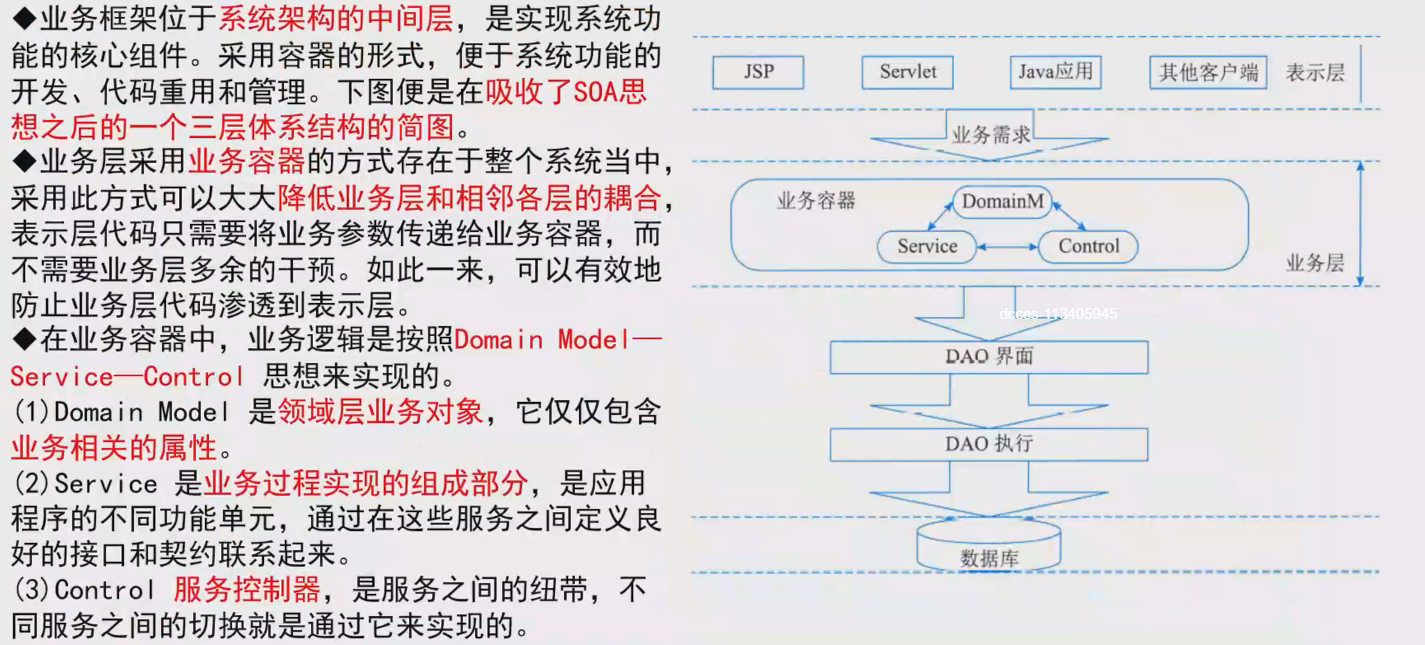 ◆业务框架位于系统架构的中间层，是实现系统功
能的核心组件。采用容器的形式，便于系统功能的
开发、代码重用和管理。下图便是在吸收了SOA思
想之后的一个三层体系结构的简图。
◆业务层采用业务容器的方式存在于整个系统当中，
采用此方式可以大大降低业务层和相邻各层的耦合，
表示层代码只需要将业务参数传递给业务容器，而
不需要业务层多余的干预。如此一来，可以有效地
防止业务层代码渗透到表示层。
◆在业务容器中，业务逻辑是按照Domain Model—
Service—Control 思想来实现的。
(1)Domain Model 是领域层业务对象，它仅仅包含
业务相关的属性。
(2)Service 是业务过程实现的组成部分，是应用
程序的不同功能单元，通过在这些服务之间定义良
好的接口和契约联系起来。
(3)Control 服务控制器，是服务之间的纽带，不
同服务之间的切换就是通过它来实现的。
JSP Servlet Java应用 其他客户端 表示层
业务需求
业务容器
DomainM
Service Control
业务层
dcces-113405945
DAO 界面
DAO 执行
数据库